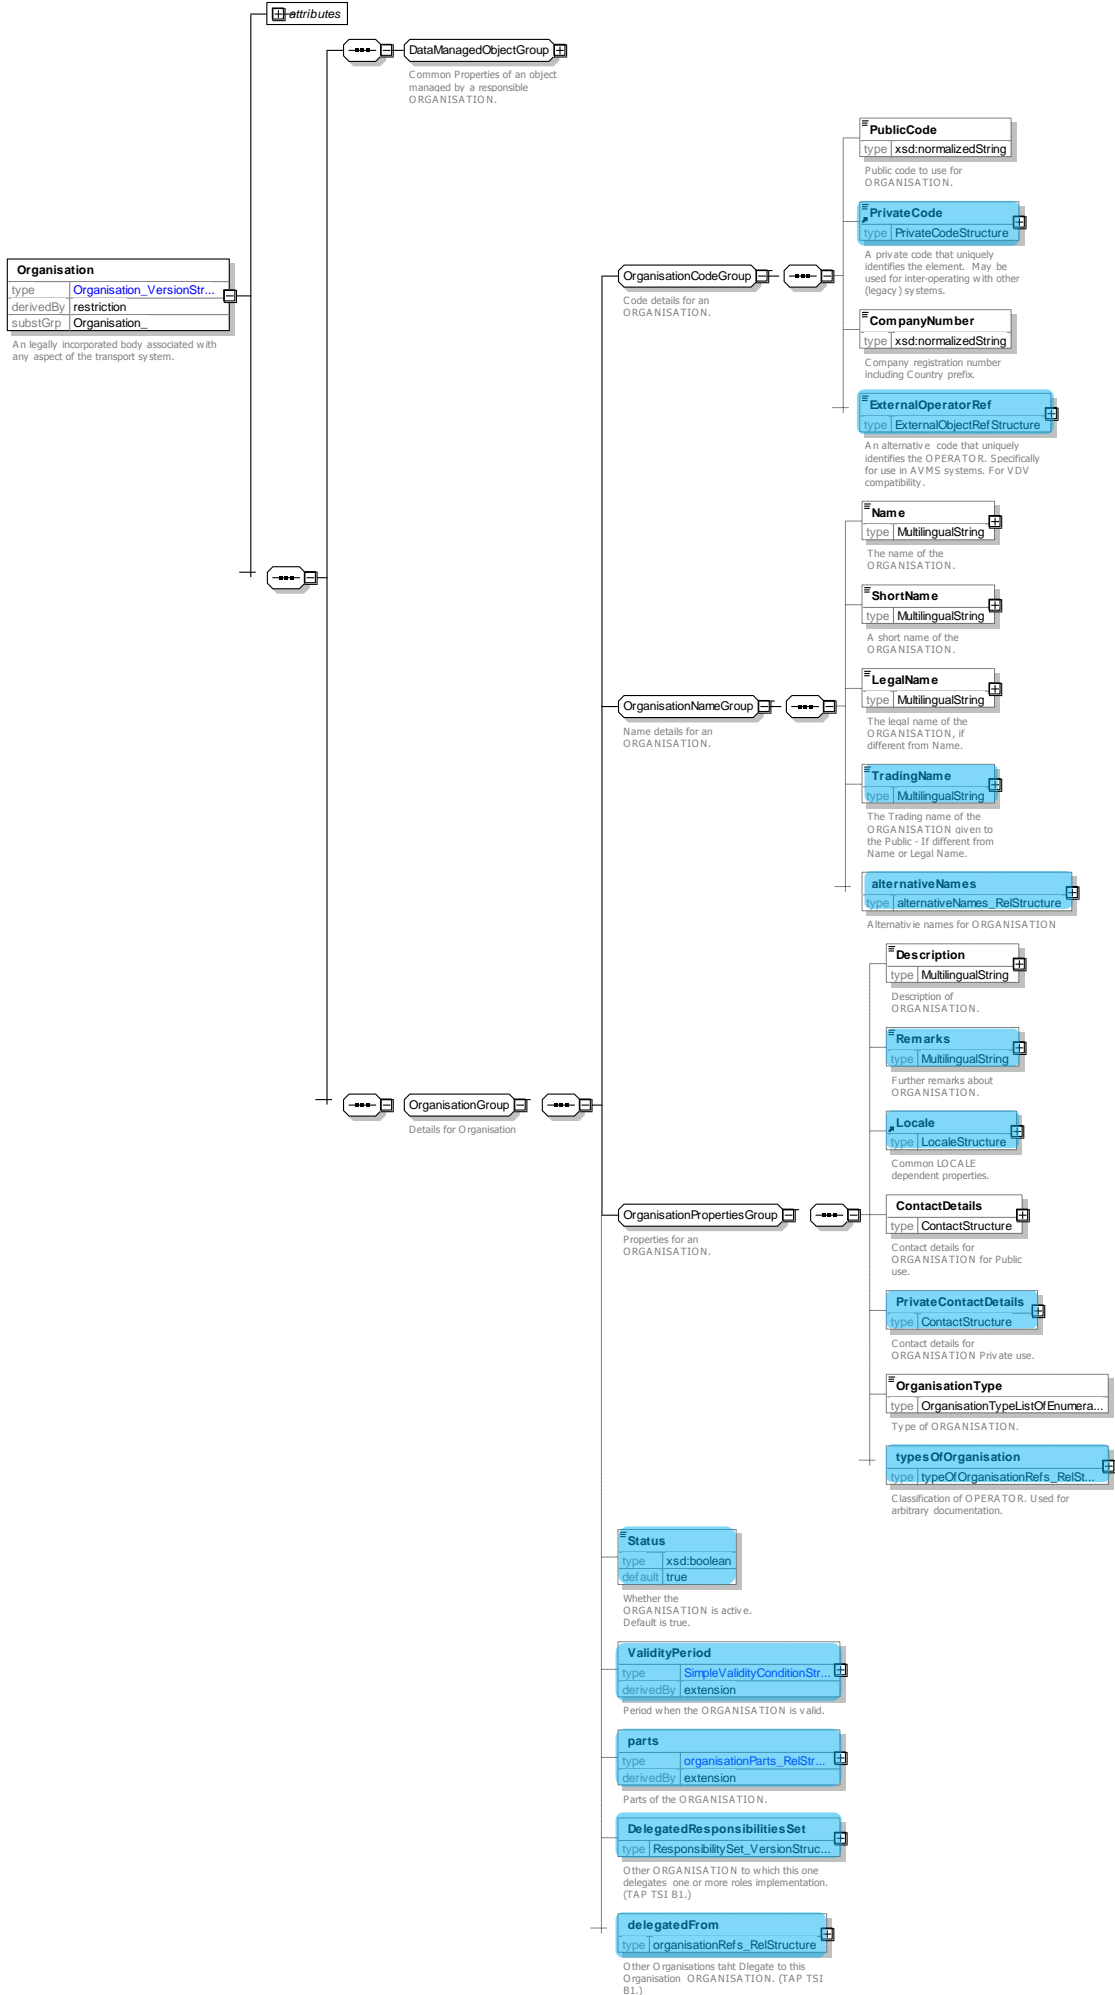 attributes
DataManagedObjectGroup
Common Properties of an object
managed by a responsible
ORGANISATION.
PublicCode
type xsd:normalizedString
Public code to use for
ORGANISATION.
PrivateCode
type PrivateCodeStructure
A private code that uniquely
identifies the element. May be
used for inter-operating with other
(legacy) systems.
Organisation
type Organisation_VersionStr...
derivedBy restriction
substGrp Organisation_
An legally incorporated body associated with
any aspect of the transport system.
OrganisationCodeGroup
Code details for an
ORGANISATION.
CompanyNumber
type xsd:normalizedString
Company registration number
including Country prefix.
ExternalOperatorRef
type ExternalObjectRefStructure
An alternative code that uniquely
identifies the OPERATOR. Specifically
for use in AVMS systems. For VDV
compatibility.
Name
type MultilingualString
The name of the
ORGANISATION.
ShortName
type MultilingualString
A short name of the
ORGANISATION.
LegalName
type MultilingualString
The legal name of the
ORGANISATION, if
different from Name.
OrganisationNameGroup
Name details for an
ORGANISATION.
TradingName
type MultilingualString
The Trading name of the
ORGANISATION given to
the Public - If different from
Name or Legal Name.
alternativeNames
type alternativeNames_RelStructure
Alternativie names for ORGANISATION
Description
type MultilingualString
Description of
ORGANISATION.
Remarks
type MultilingualString
Further remarks about
ORGANISATION.
OrganisationGroup
Details for Organisation
Locale
type LocaleStructure
Common LOCALE
dependent properties.
OrganisationPropertiesGroup
Properties for an
ORGANISATION.
ContactDetails
type ContactStructure
Contact details for
ORGANISATION for Public
use.
PrivateContactDetails
type ContactStructure
Contact details for
ORGANISATION Private use.
OrganisationType
type OrganisationTypeListOfEnumera...
Type of ORGANISATION.
typesOfOrganisation
type typeOfOrganisationRefs_RelSt...
Classification of OPERATOR. Used for
arbitrary documentation.
Status
type xsd:boolean
default true
Whether the
ORGANISATION is active.
Default is true.
ValidityPeriod
type SimpleValidityConditionStr...
derivedBy extension
Period when the ORGANISATION is valid.
parts
type organisationParts_RelStr...
derivedBy extension
Parts of the ORGANISATION.
DelegatedResponsibilitiesSet
type ResponsibilitySet_VersionStruc...
Other ORGANISATION to which this one
delegates one or more roles implementation.
(TAP TSI B1.)
delegatedFrom
type organisationRefs_RelStructure
Other Organisations taht Dlegate to this
Organisation ORGANISATION. (TAP TSI
B1.)